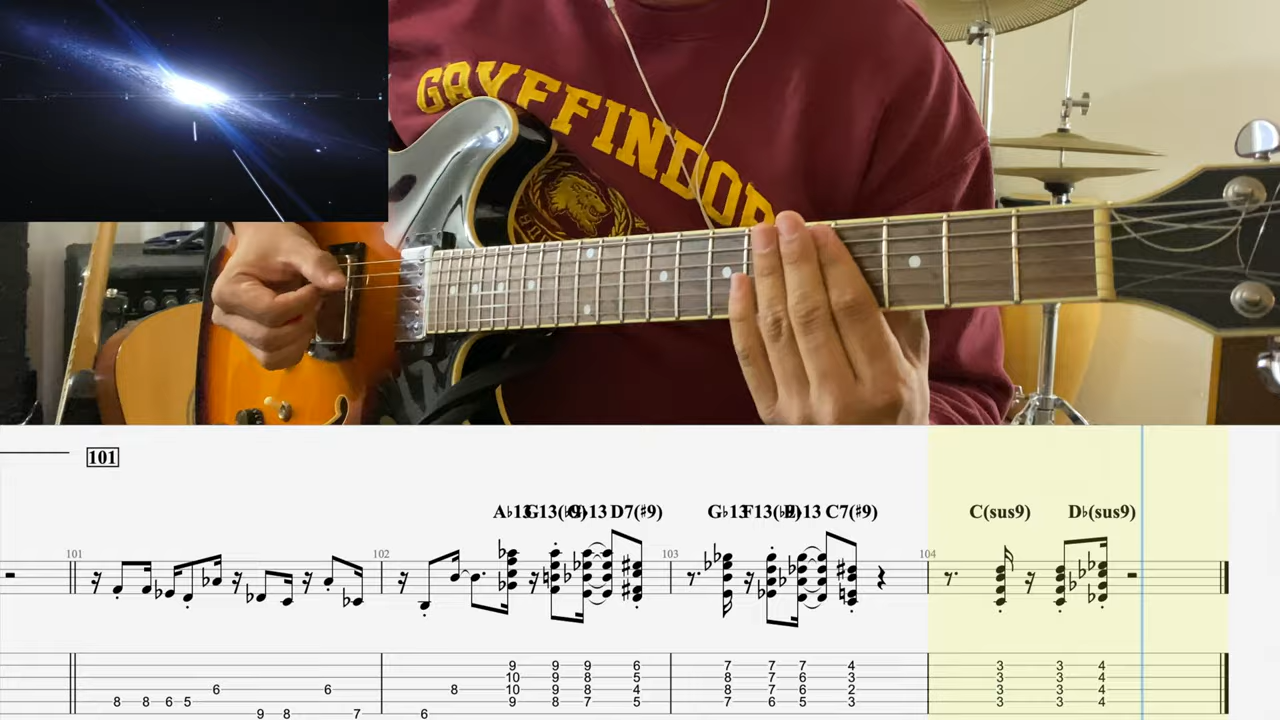 GRYFFINDOR
101
A♭13 G13(♭9) G♭13 D7(♯9) G♭13 F13(♭9) E13 C7(♯9) C(sus9) D♭(sus9)
101 102 103 104
9 9 9 6 7 7 7 4 3 3 4
10 9 8 5 8 7 6 3 3 3 4
8 6 6 10 9 8 4 8 7 6 2 3 3 4
8 8 6 5 9 8 7 5 7 6 5 3 3 3 4
9 8 7 6